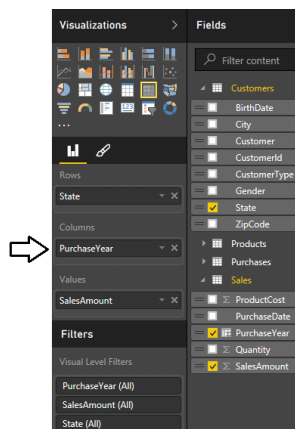 Visualizations >
Fields
Filter content
Customers
BirthDate
City
Customer
CustomerId
CustomerType
Gender
State
ZipCode
Products
Purchases
Sales
Σ ProductCost
PurchaseDate
PurchaseYear
Σ Quantity
Σ SalesAmount
...
Rows
State
Columns
PurchaseYear
Values
SalesAmount
Filters
Visual Level Filters
PurchaseYear (All)
SalesAmount (All)
State (All)